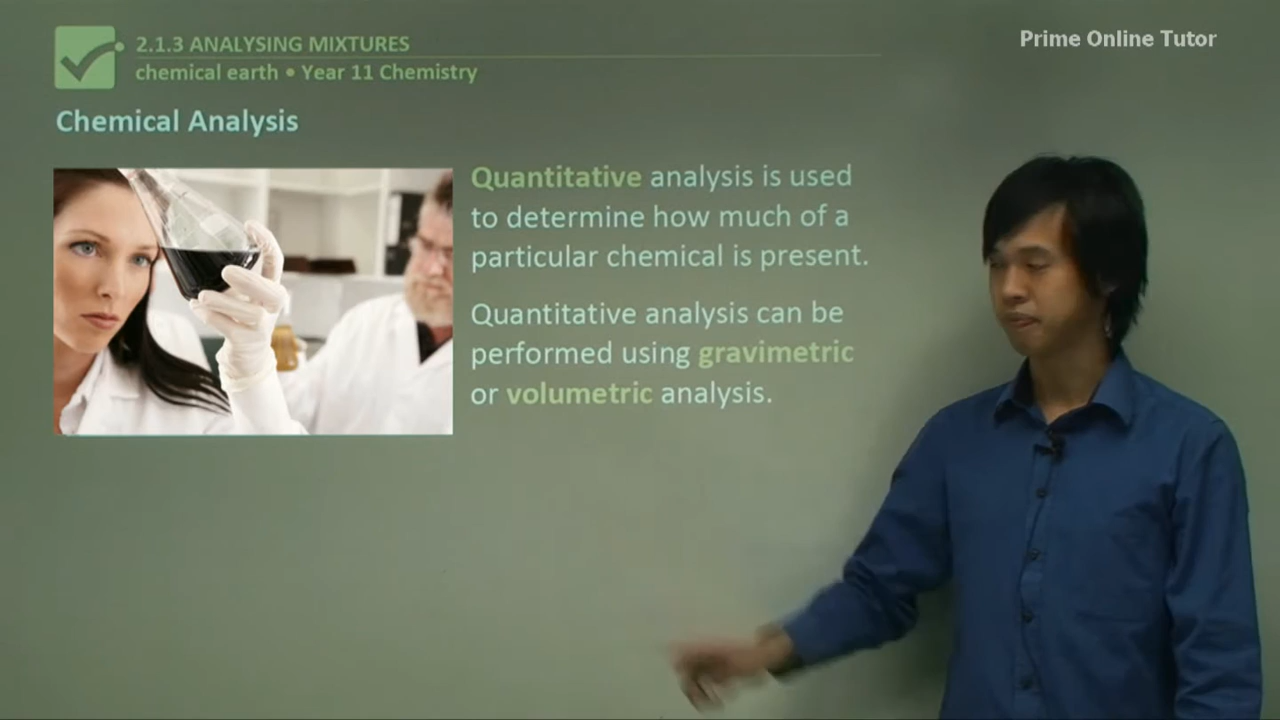 2.1.3 ANALYSING MIXTURES
chemical earth • Year 11 Chemistry
Prime Online Tutor
Chemical Analysis
Quantitative analysis is used
to determine how much of a
particular chemical is present.
Quantitative analysis can be
performed using gravimetric
or volumetric analysis.